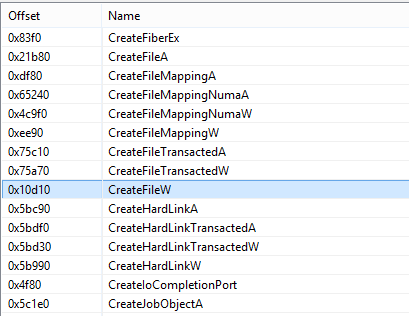 Offset Name
0x83f0 CreateFiberEx
0x21b80 CreateFileA
0xdf80 CreateFileMappingA
0x65240 CreateFileMappingNumaA
0x4c9f0 CreateFileMappingNumaW
0xee90 CreateFileMappingW
0x75c10 CreateFileTransactedA
0x75a70 CreateFileTransactedW
0x10d10 CreateFileW
0x5bc90 CreateHardLinkA
0x5bdf0 CreateHardLinkTransactedA
0x5bd30 CreateHardLinkTransactedW
0x5b990 CreateHardLinkW
0x4f80 CreateIoCompletionPort
0x5c1e0 CreateJobObjectA